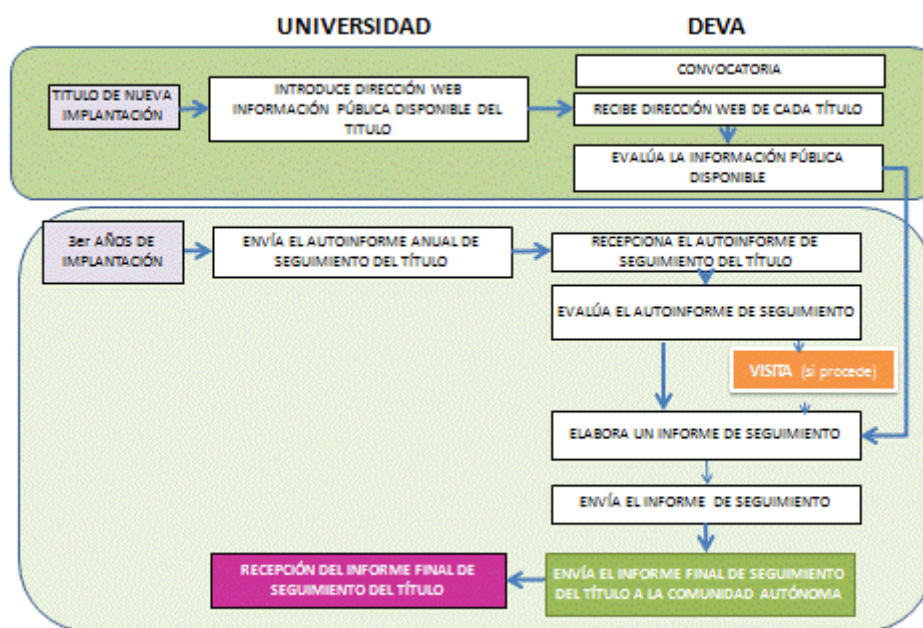 UNIVERSIDAD
DEVA
CONVOCATORIA
TITULO DE NUEVA
IMPLANTACIÓN
INTRODUCE DIRECCIÓN WEB
INFORMACIÓN PÚBLICA DISPONIBLE DEL
TITULO
RECIBE DIRECCIÓN WEB DE CADA TÍTULO
EVALÚA LA INFORMACIÓN PÚBLICA
DISPONIBLE
3er AÑOS DE
IMPLANTACIÓN
ENVÍA EL AUTOINFORME ANUAL DE
SEGUIMIENTO DEL TÍTULO
RECEPCIONA EL AUTOINFORME DE
SEGUIMIENTO DEL TÍTULO
EVALÚA EL AUTOINFORME DE SEGUIMIENTO
VISITA (si procede)
ELABORA UN INFORME DE SEGUIMIENTO
ENVÍA EL INFORME DE SEGUIMIENTO
RECEPCIÓN DEL INFORME FINAL DE
SEGUIMIENTO DEL TÍTULO
ENVÍA EL INFORME FINAL DE SEGUIMIENTO
DEL TÍTULO A LA COMUNIDAD AUTÓNOMA